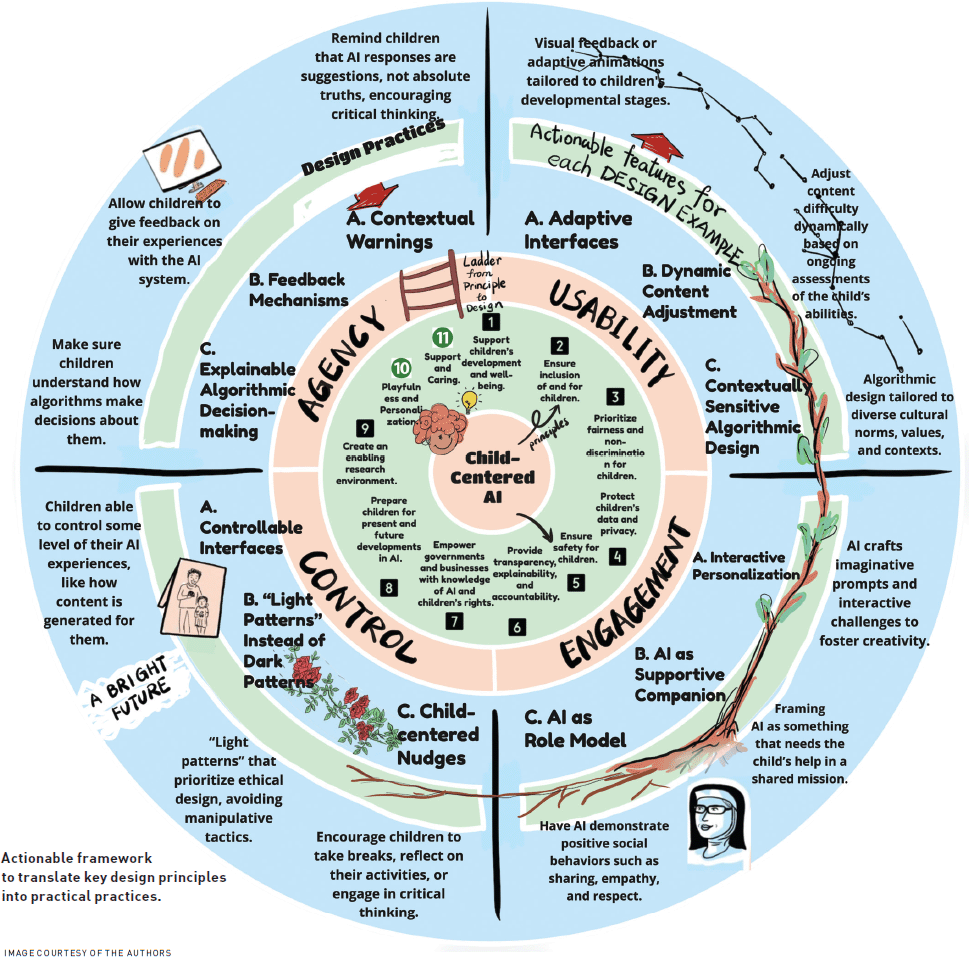 Remind children
that AI responses are
suggestions, not absolute
truths, encouraging
critical thinking.
Visual feedback or
adaptive animations
tailored to children's
developmental stages.
Design Practices
Actionable features for
each DESIGN EXAMPLE
Allow children to
give feedback on
their experiences
with the AI
system.
Adjust
content
difficulty
dynamically
based on
ongoing
assessments
of the child's
abilities.
A. Contextual
Warnings
A. Adaptive
Interfaces
B. Feedback
Mechanisms
B. Dynamic
Content
Adjustment
Ladder
from
Principle
to
Design
AGENCY
USABILITY
Make sure
children
understand how
algorithms make
decisions about
them.
C.
Explainable
Algorithmic
Decision-
making
C.
Contextually
Sensitive
Algorithmic
Design
Algorithmic
design tailored to
diverse cultural
norms, values,
and contexts.
1
Support
children's
development
and well-
being.
2
Ensure
inclusion
of and for
children.
3
Prioritize
fairness and
non-
discriminatio
n for
children.
Protect
children's
data and
privacy.
4
Ensure
safety for
children.
5
Provide
transparency,
explainability,
and
accountability.
6
Empower
governments
and businesses
with knowledge
of AI and
children's rights.
7
Prepare
children for
present and
future
developments
in AI.
8
9
Create an
enabling
research
environment.
10
Playfuln
ess and
Personali
zation.
11
Support
and
Caring.
principles
Child-
Centered
AI
Children able
to control some
level of their AI
experiences,
like how
content is
generated for
them.
A.
Controllable
Interfaces
B. “Light
Patterns”
Instead of
Dark
Patterns
C. Child-
centered
Nudges
CONTROL
ENGAGEMENT
A. Interactive
Personalization
B. AI as
Supportive
Companion
C. AI as
Role Model
AI crafts
imaginative
prompts and
interactive
challenges to
foster creativity.
Framing
AI as something
that needs the
child's help in a
shared mission.
A BRIGHT
FUTURE
“Light
patterns” that
prioritize ethical
design, avoiding
manipulative
tactics.
Encourage children to
take breaks, reflect on
their activities, or
engage in critical
thinking.
Have AI demonstrate
positive social
behaviors such as
sharing, empathy,
and respect.
Actionable framework
to translate key design principles
into practical practices.
IMAGE COURTESY OF THE AUTHORS